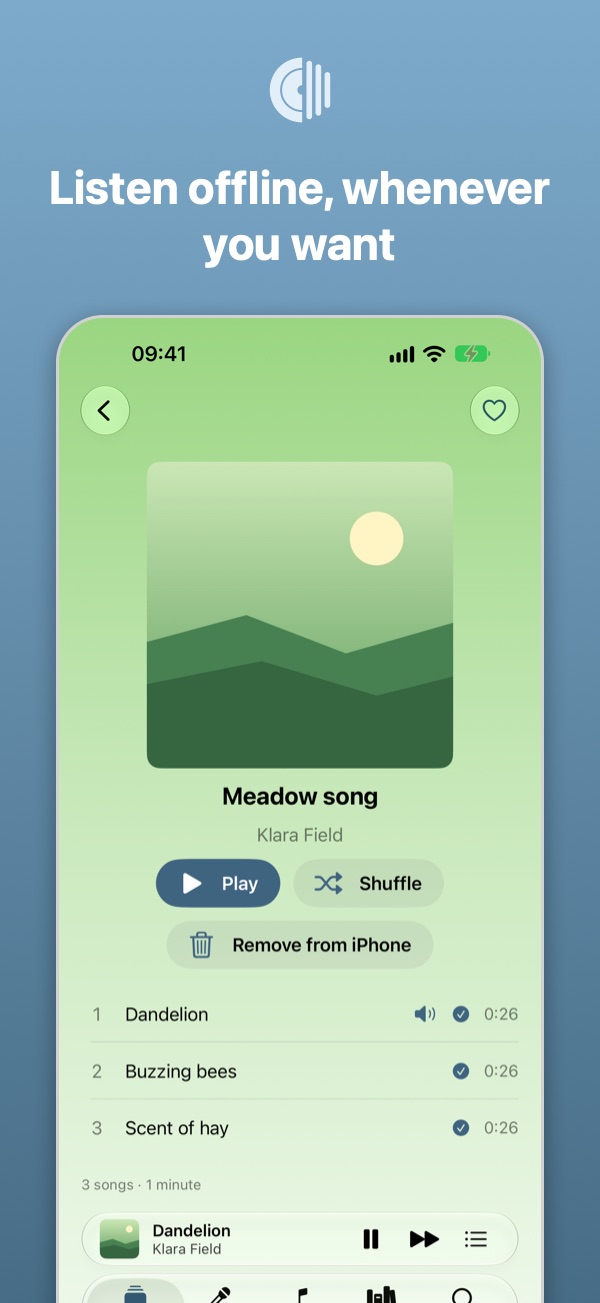 Listen offline, whenever
you want
09:41
Meadow song
Klara Field
Play
Shuffle
Remove from iPhone
1 Dandelion 0:26
2 Buzzing bees 0:26
3 Scent of hay 0:26
3 songs · 1 minute
Dandelion
Klara Field